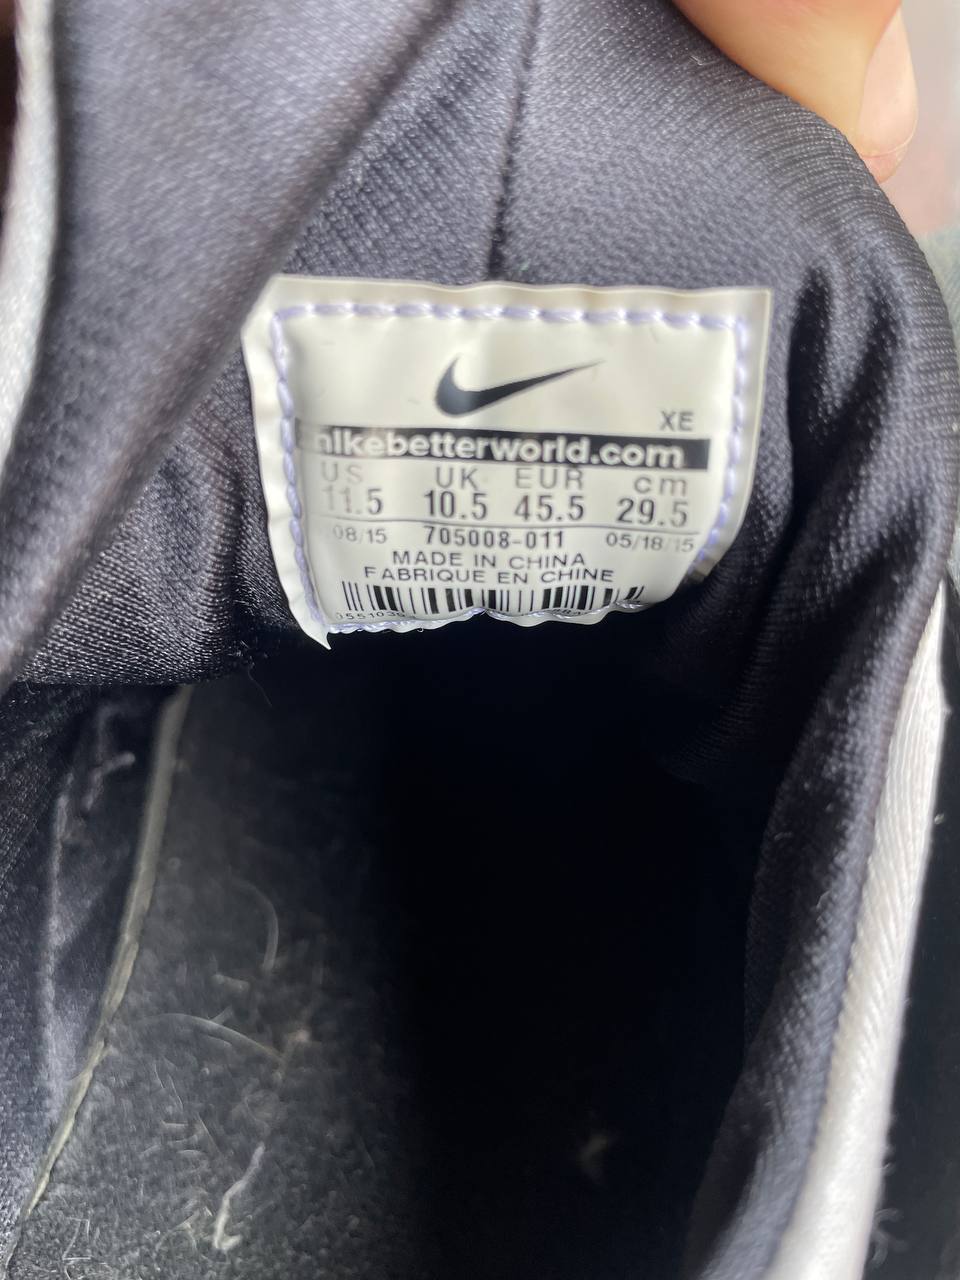 XE
nikebetterworld.com
US UK EUR cm
11.5 10.5 45.5 29.5
08/15 705008-011 05/18/15
MADE IN CHINA
FABRIQUE EN CHINE